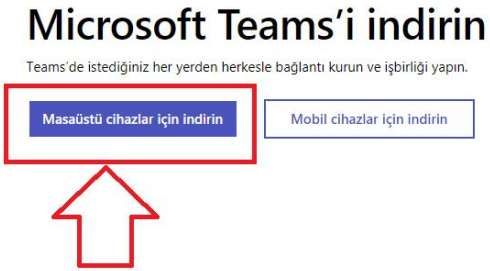 Microsoft Teams’i indirin
Teams’de istediğiniz her yerden herkesle bağlantı kurun ve işbirliği yapın.
Masaüstü cihazlar için indirin
Mobil cihazlar için indirin